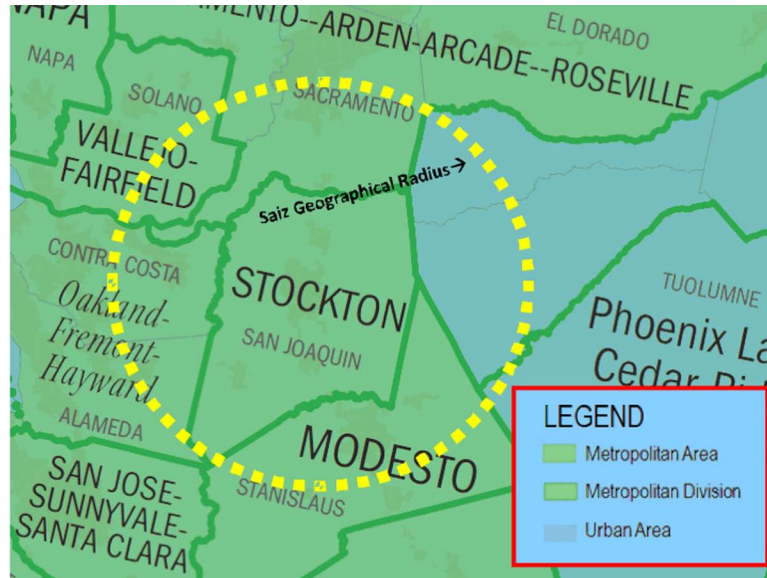 NAPA
NAPA
SOLANO
VALLEJO-
FAIRFIELD
ARDEN-ARCADE--ROSEVILLE
EL DORADO
SACRAMENTO
Saiz Geographical Radius→
CONTRA COSTA
Oakland-
Fremont-
Hayward
ALAMEDA
STOCKTON
SAN JOAQUIN
TUOLUMNE
Phoenix La
Cedar Ri
MODESTO
STANISLAUS
SAN JOSE-
SUNNYVALE-
SANTA CLARA
LEGEND
Metropolitan Area
Metropolitan Division
Urban Area